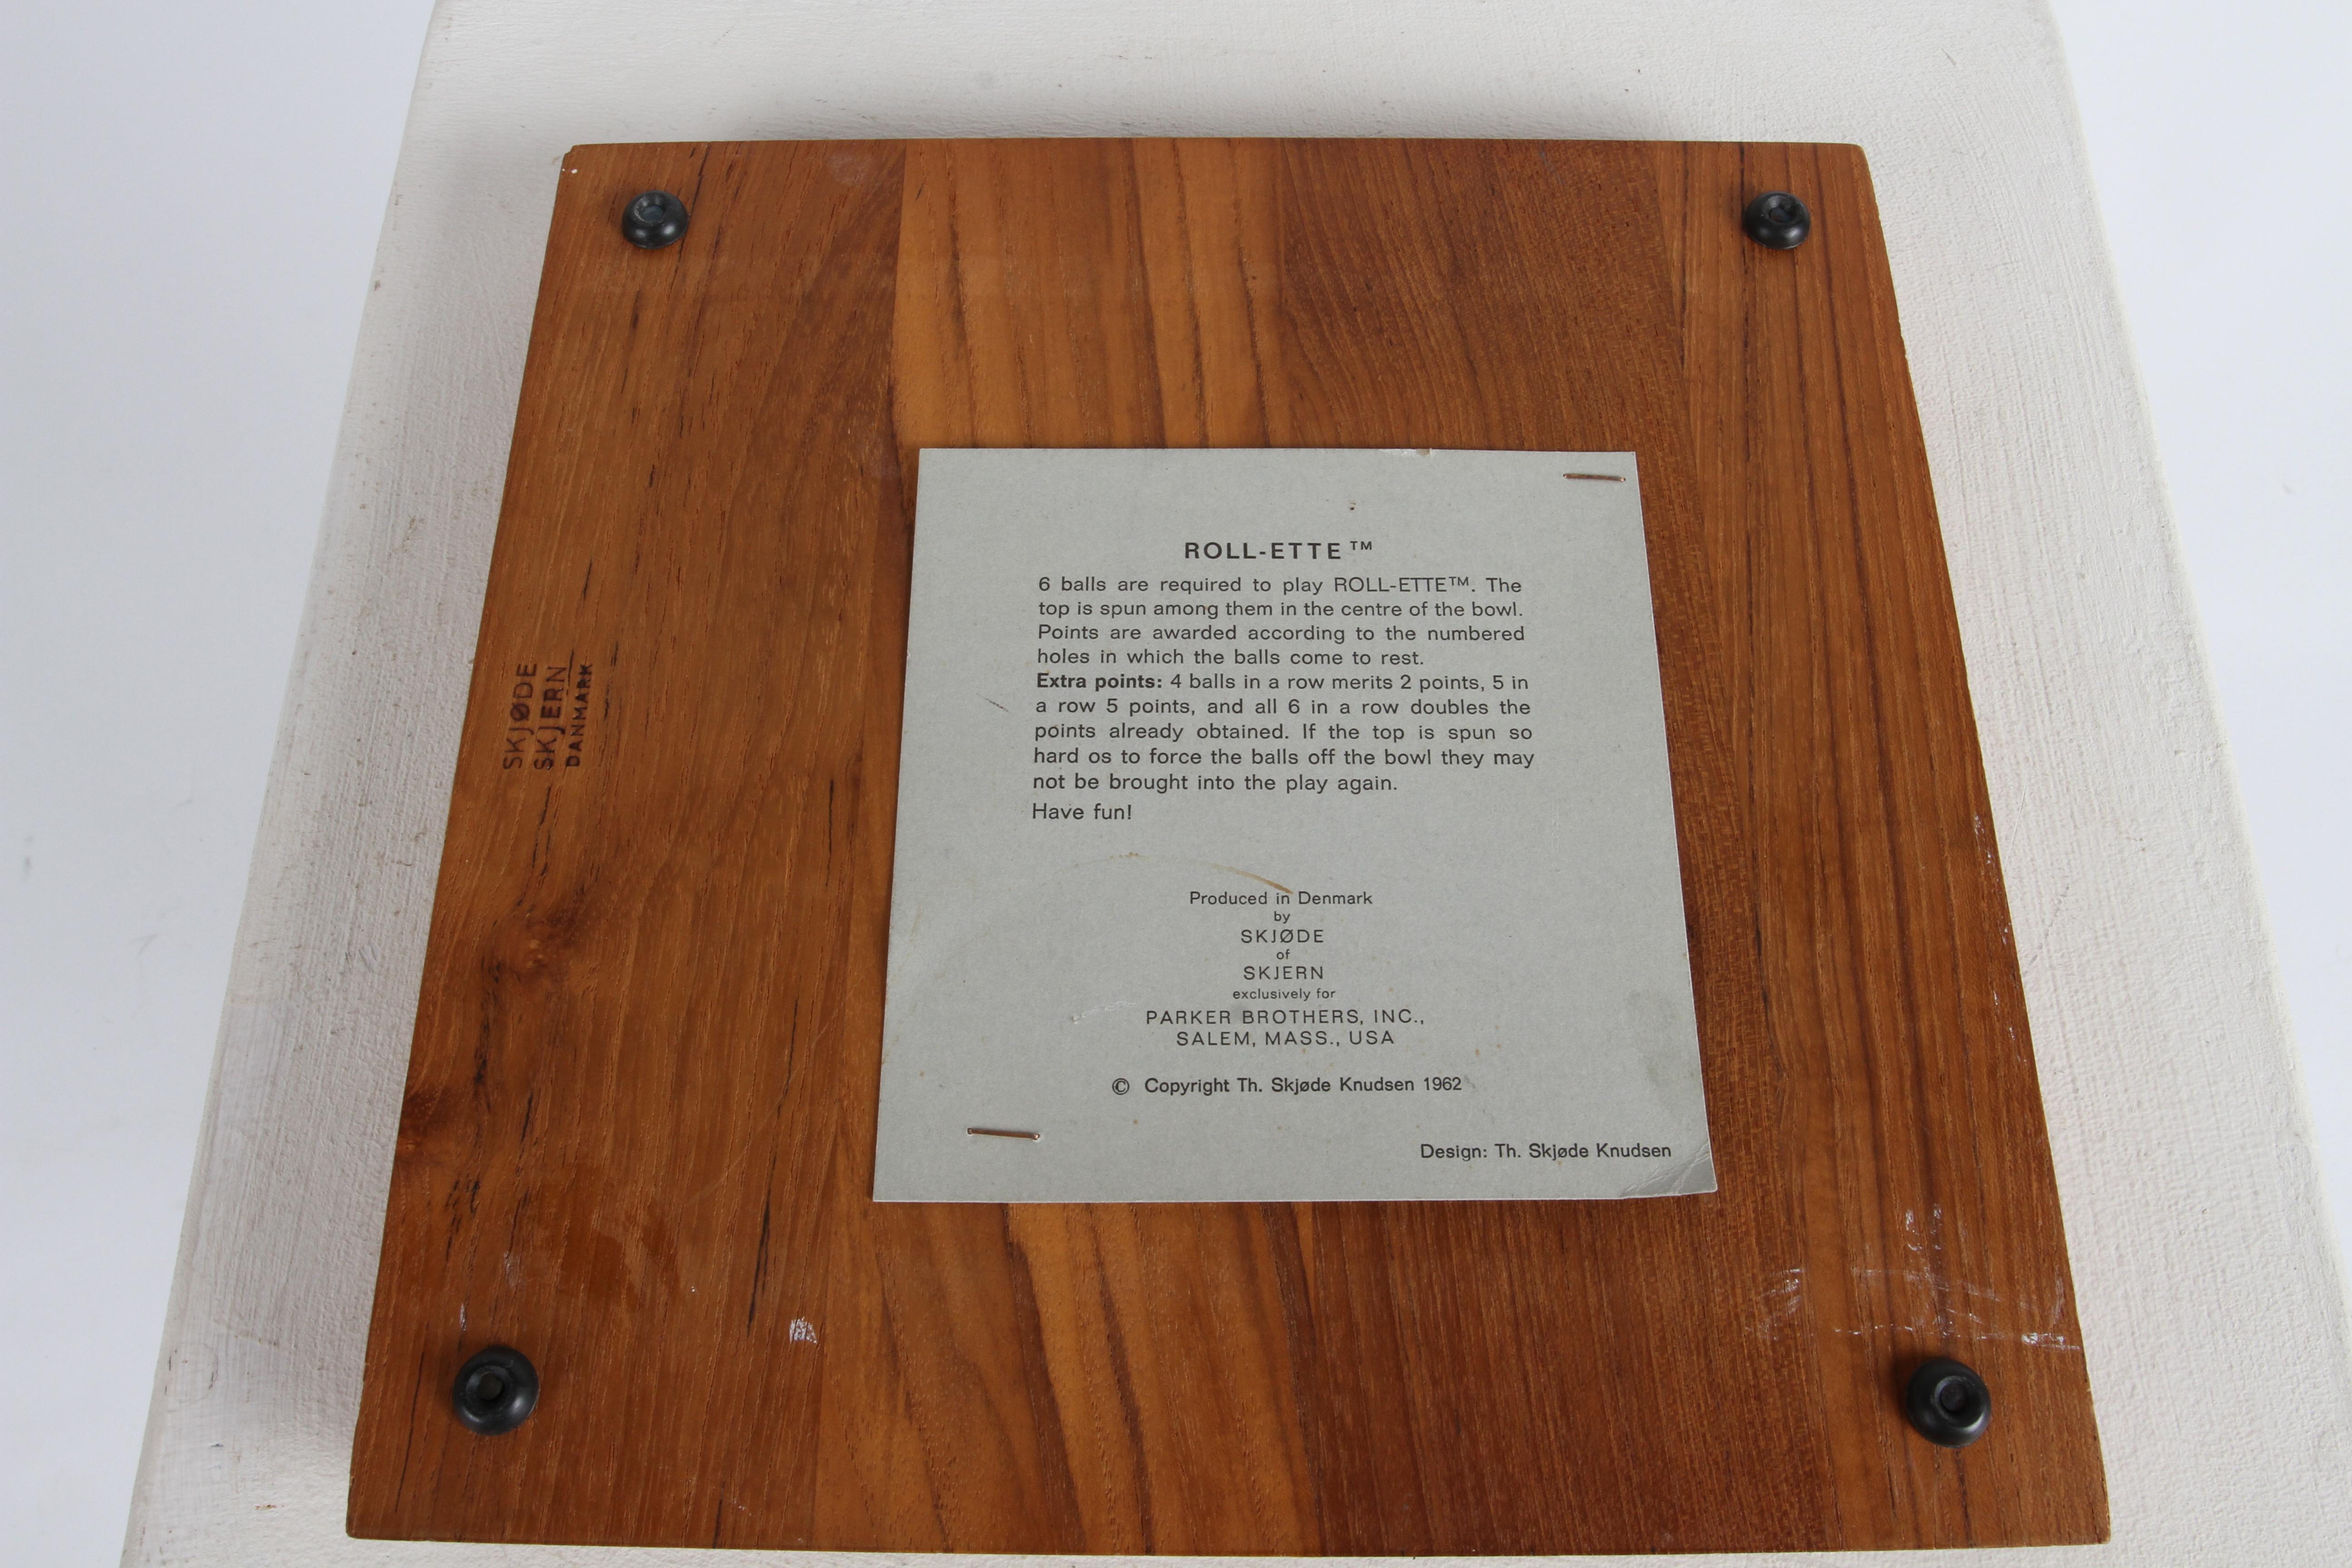 SKJØDE
SKJERN
DANMARK
ROLL-ETTE™
6 balls are required to play ROLL-ETTE™. The
top is spun among them in the centre of the bowl.
Points are awarded according to the numbered
holes in which the balls come to rest.
Extra points: 4 balls in a row merits 2 points, 5 in
a row 5 points, and all 6 in a row doubles the
points already obtained. If the top is spun so
hard os to force the balls off the bowl they may
not be brought into the play again.
Have fun!
Produced in Denmark
by
SKJØDE
of
SKJERN
exclusively for
PARKER BROTHERS, INC.,
SALEM, MASS., USA
© Copyright Th. Skjøde Knudsen 1962
Design: Th. Skjøde Knudsen